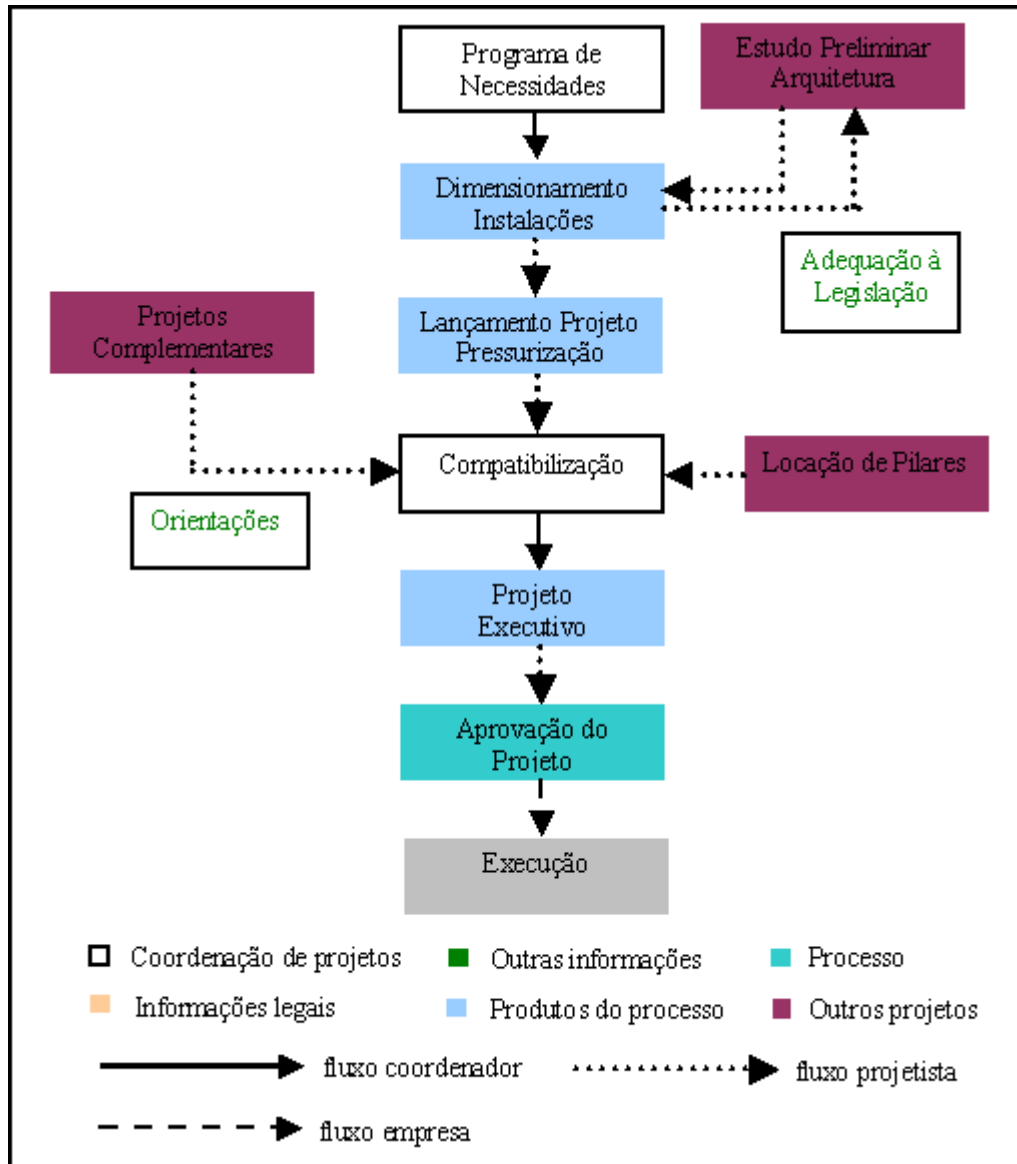 Programa de
Necessidades
Estudo Preliminar
Arquitetura
Dimensionamento
Instalações
Adequação à
Legislação
Projetos
Complementares
Lançamento Projeto
Pressurização
Compatibilização
Locação de Pilares
Orientações
Projeto
Executivo
Aprovação do
Projeto
Execução
Coordenação de projetos
Outras informações
Processo
Informações legais
Produtos do processo
Outros projetos
fluxo coordenador
fluxo projetista
fluxo empresa